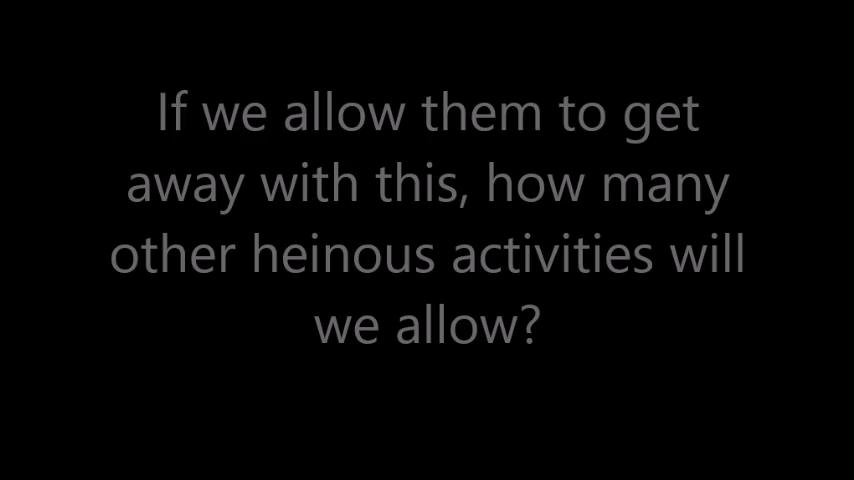 If we allow them to get
away with this, how many
other heinous activities will
we allow?